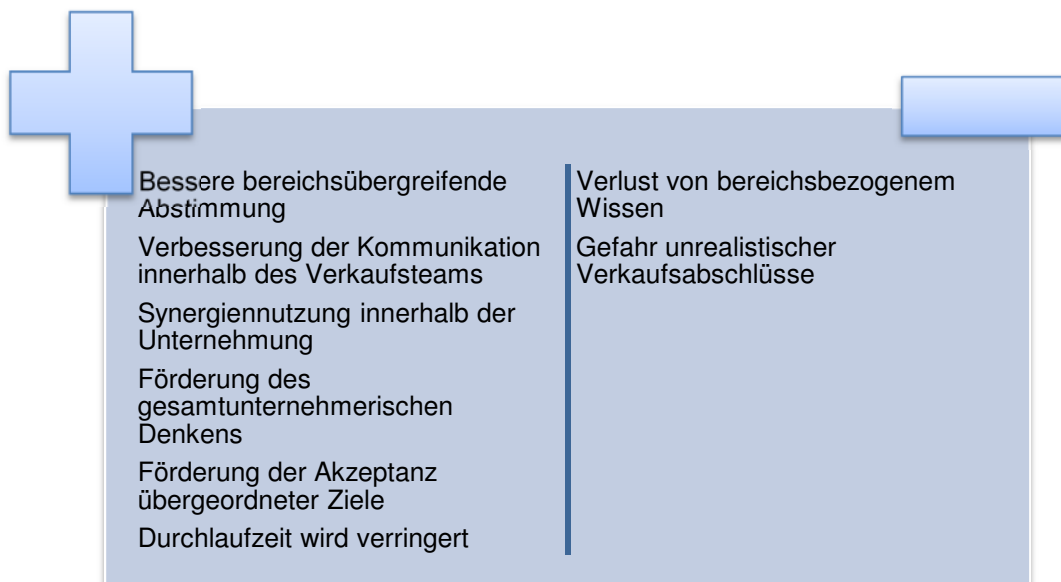 Bessere bereichsübergreifende
Abstimmung
Verbesserung der Kommunikation
innerhalb des Verkaufsteams
Synergiennutzung innerhalb der
Unternehmung
Förderung des
gesamtunternehmerischen
Denkens
Förderung der Akzeptanz
übergeordneter Ziele
Durchlaufzeit wird verringert
Verlust von bereichsbezogenem
Wissen
Gefahr unrealistischer
Verkaufsabschlüsse